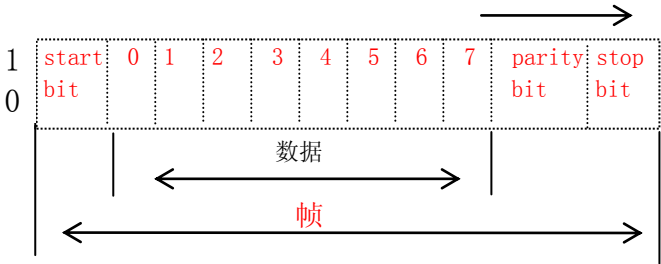 1 start 0 1 2 3 4 5 6 7 parity stop
0 bit bit bit
数据
帧